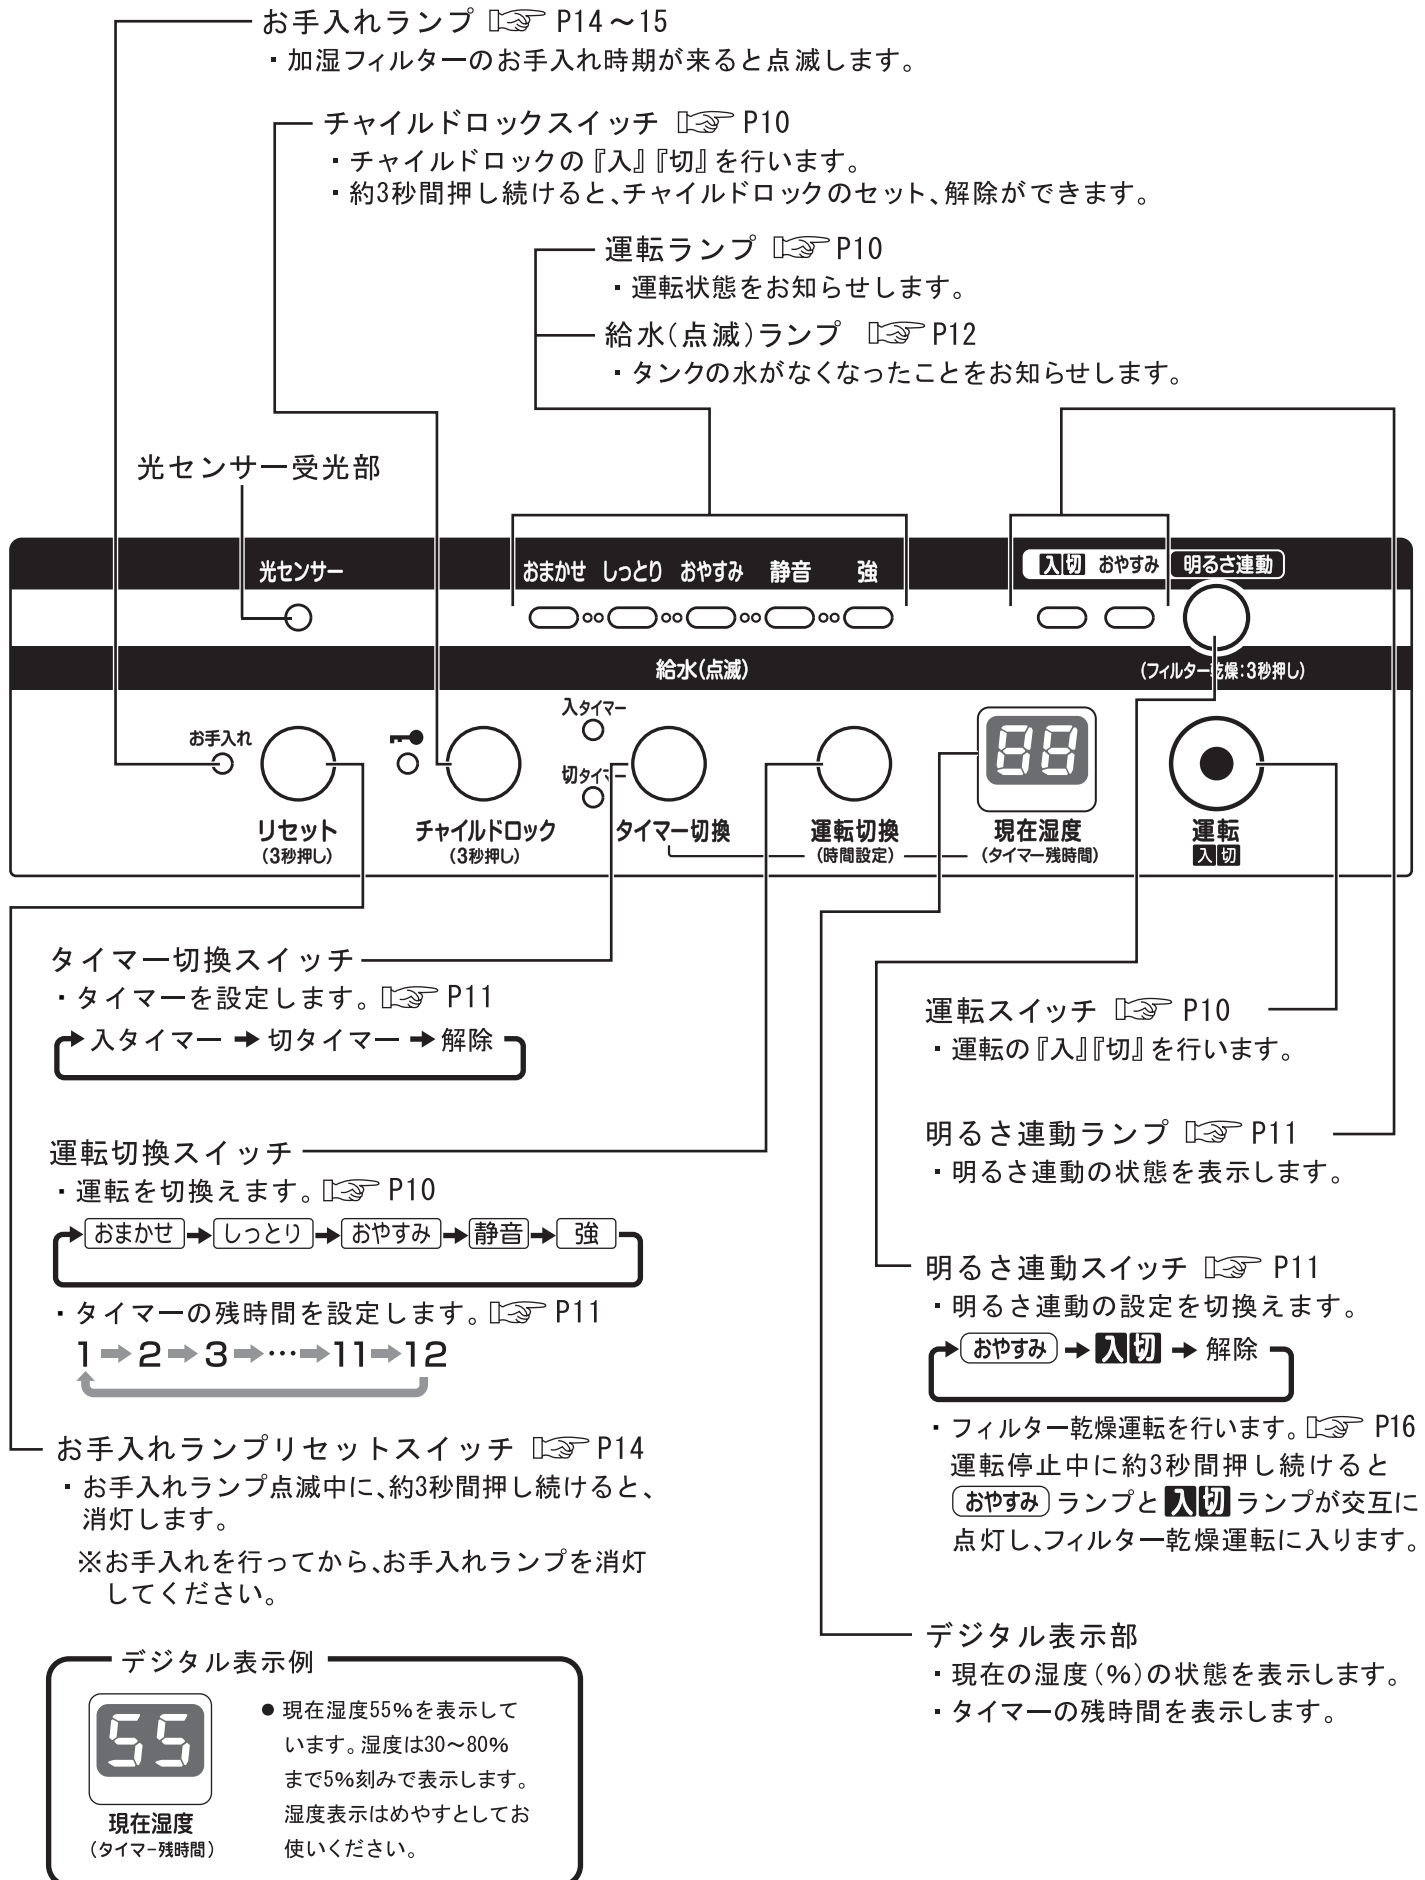 お手入れランプ ☞ P14～15
・加湿フィルターのお手入れ時期が来ると点滅します。
チャイルドロックスイッチ ☞ P10
・チャイルドロックの『入』『切』を行います。
・約3秒間押し続けると、チャイルドロックのセット、解除ができます。
運転ランプ ☞ P10
・運転状態をお知らせします。
給水(点滅)ランプ ☞ P12
・タンクの水がなくなったことをお知らせします。
光センサー受光部
光センサー
おまかせ しっとり おやすみ 静音 強
入切 おやすみ 明るさ連動
給水(点滅)
(フィルター乾燥:3秒押し)
お手入れ
入タイマー
切タイマー
88
リセット
(3秒押し)
チャイルドロック
(3秒押し)
タイマー切換
運転切換
(時間設定)
現在湿度
(タイマー残時間)
運転
入切
タイマー切換スイッチ
・タイマーを設定します。☞ P11
入タイマー ➔ 切タイマー ➔ 解除
運転切換スイッチ
・運転を切換えます。☞ P10
おまかせ ➔ しっとり ➔ おやすみ ➔ 静音 ➔ 強
・タイマーの残時間を設定します。☞ P11
1 ➔ 2 ➔ 3 ➔ … ➔ 11 ➔ 12
お手入れランプリセットスイッチ ☞ P14
・お手入れランプ点滅中に、約3秒間押し続けると、
消灯します。
※お手入れを行ってから、お手入れランプを消灯
してください。
デジタル表示例
55
現在湿度
(タイマー残時間)
● 現在湿度55%を表示して
います。湿度は30～80%
まで5%刻みで表示します。
湿度表示はめやすとしてお
使いください。
運転スイッチ ☞ P10
・運転の『入』『切』を行います。
明るさ連動ランプ ☞ P11
・明るさ連動の状態を表示します。
明るさ連動スイッチ ☞ P11
・明るさ連動の設定を切換えます。
おやすみ ➔ 入切 ➔ 解除
・フィルター乾燥運転を行います。☞ P16
運転停止中に約3秒間押し続けると
おやすみ ランプと 入切 ランプが交互に
点灯し、フィルター乾燥運転に入ります。
デジタル表示部
・現在の湿度(%)の状態を表示します。
・タイマーの残時間を表示します。